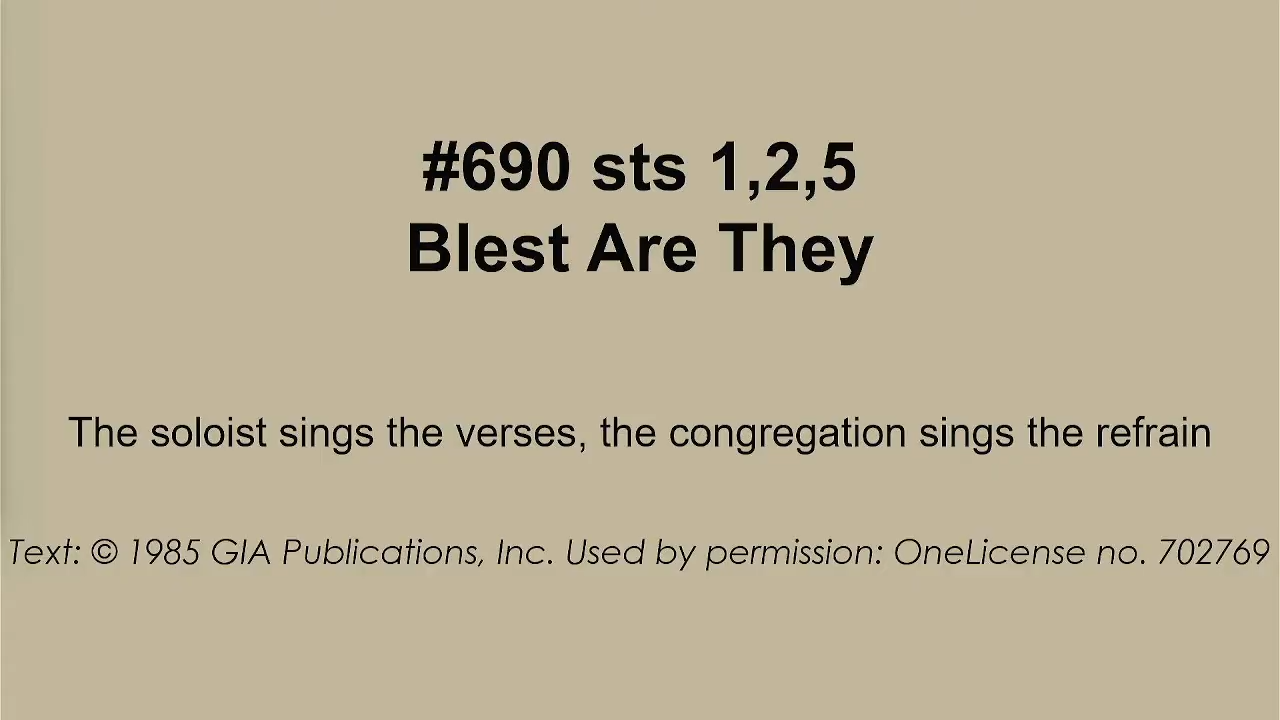 #690 sts 1,2,5
Blest Are They
The soloist sings the verses, the congregation sings the refrain
Text: © 1985 GIA Publications, Inc. Used by permission: OneLicense no. 702769